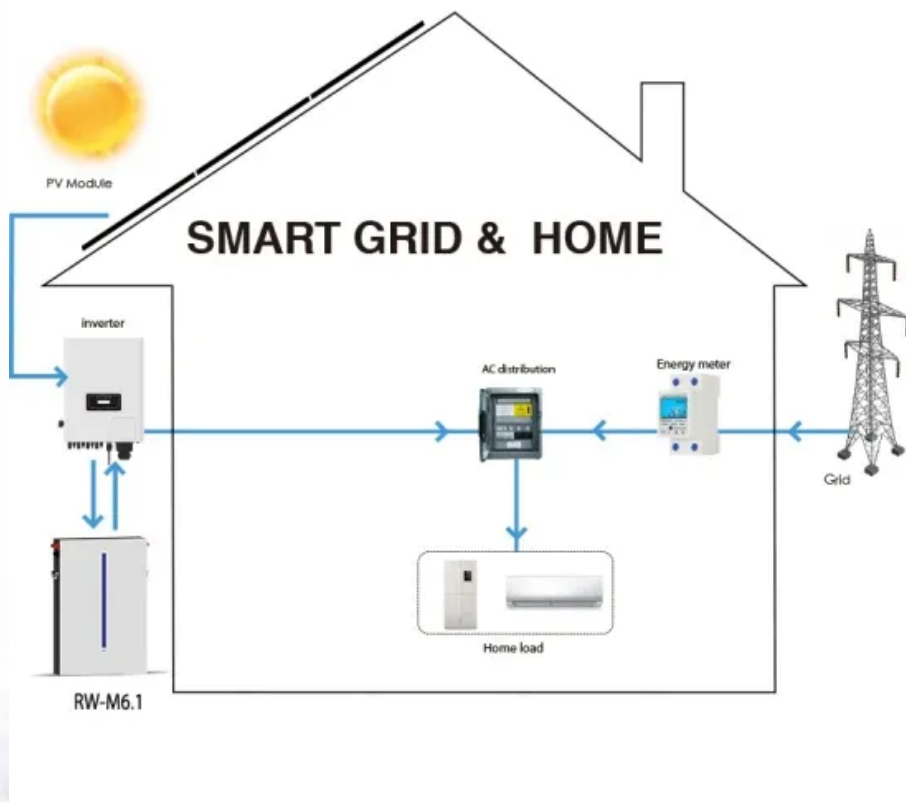 PV Module
SMART GRID & HOME
inverter
AC distribution
Energy meter
Grid
Home load
RW-M6.1